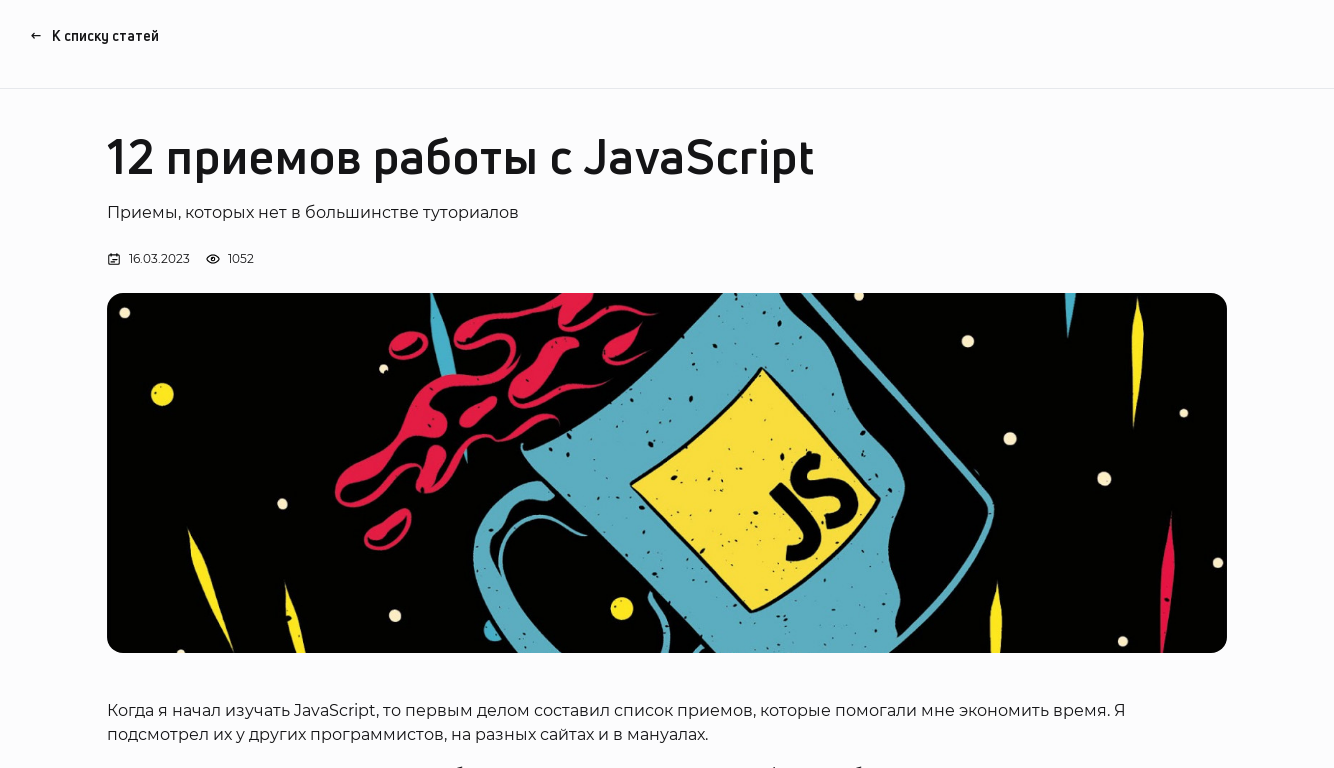 К списку статей
12 приемов работы с JavaScript
Приемы, которых нет в большинстве туториалов
16.03.2023 1052
JS
Когда я начал изучать JavaScript, то первым делом составил список приемов, которые помогали мне экономить время. Я
подсмотрел их у других программистов, на разных сайтах и в мануалах.